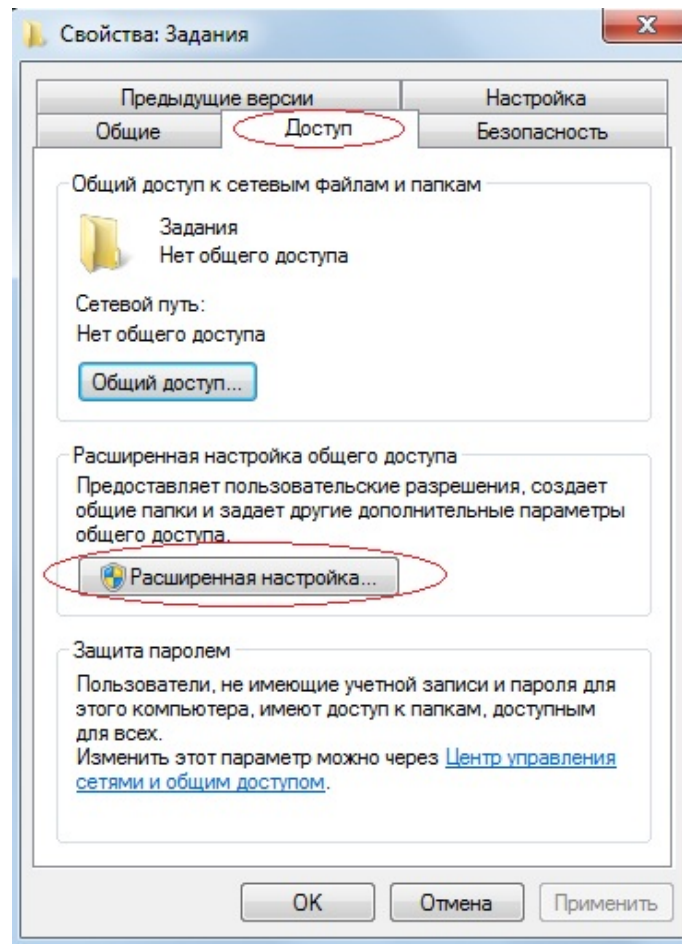 Свойства: Задания
Предыдущие версии
Настройка
Общие
Доступ
Безопасность
Общий доступ к сетевым файлам и папкам
Задания
Нет общего доступа
Сетевой путь:
Нет общего доступа
Общий доступ...
Расширенная настройка общего доступа
Предоставляет пользовательские разрешения, создает
общие папки и задает другие дополнительные параметры
общего доступа.
Расширенная настройка...
Защита паролем
Пользователи, не имеющие учетной записи и пароля для
этого компьютера, имеют доступ к папкам, доступным
для всех.
Изменить этот параметр можно через Центр управления
сетями и общим доступом.
ОК
Отмена
Применить